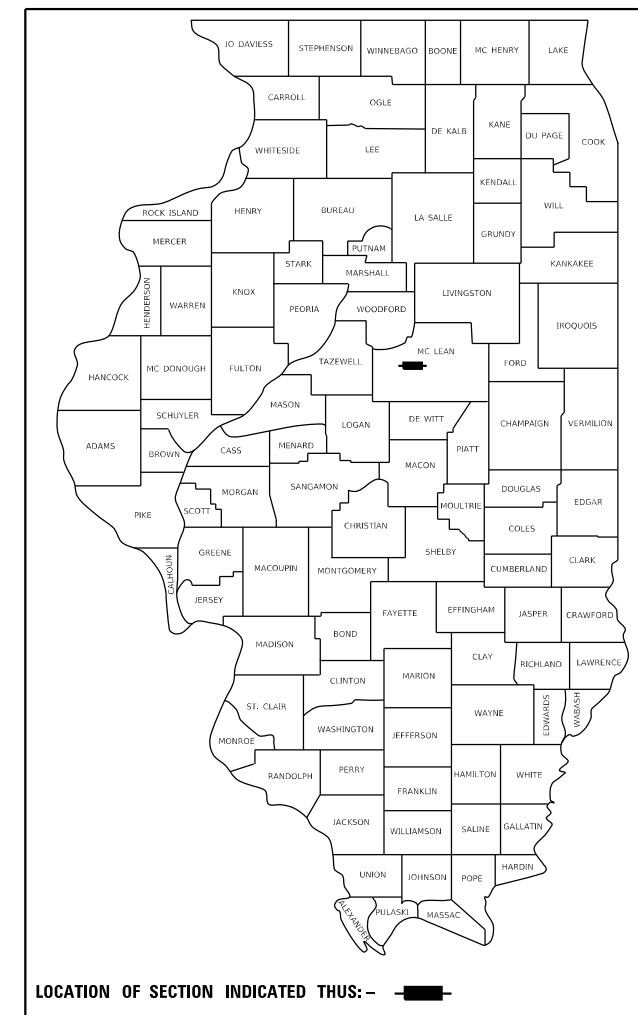 JO DAVIESS
STEPHENSON
WINNEBAGO
BOONE
MC HENRY
LAKE
CARROLL
OGLE
DE KALB
KANE
DU PAGE
COOK
WHITESIDE
LEE
KENDALL
WILL
ROCK ISLAND
HENRY
BUREAU
LA SALLE
GRUNDY
MERCER
PUTNAM
STARK
MARSHALL
KANKAKEE
HENDERSON
WARREN
KNOX
PEORIA
WOODFORD
LIVINGSTON
IROQUOIS
HANCOCK
MC DONOUGH
FULTON
TAZEWELL
MC LEAN
FORD
MASON
SCHUYLER
LOGAN
DE WITT
CHAMPAIGN
VERMILION
ADAMS
BROWN
CASS
MENARD
PIATT
MACON
SANGAMON
MORGAN
DOUGLAS
EDGAR
PIKE
SCOTT
CHRISTIAN
MOULTRIE
COLES
GREENE
MACOUPIN
MONTGOMERY
SHELBY
CUMBERLAND
CLARK
CALHOUN
JERSEY
FAYETTE
EFFINGHAM
JASPER
CRAWFORD
MADISON
BOND
CLAY
RICHLAND
LAWRENCE
CLINTON
MARION
ST. CLAIR
WAYNE
EDWARDS
WABASH
MONROE
WASHINGTON
JEFFERSON
RANDOLPH
PERRY
HAMILTON
WHITE
FRANKLIN
JACKSON
WILLIAMSON
SALINE
GALLATIN
UNION
JOHNSON
POPE
HARDIN
ALEXANDER
PULASKI
MASSAC
LOCATION OF SECTION INDICATED THUS: –